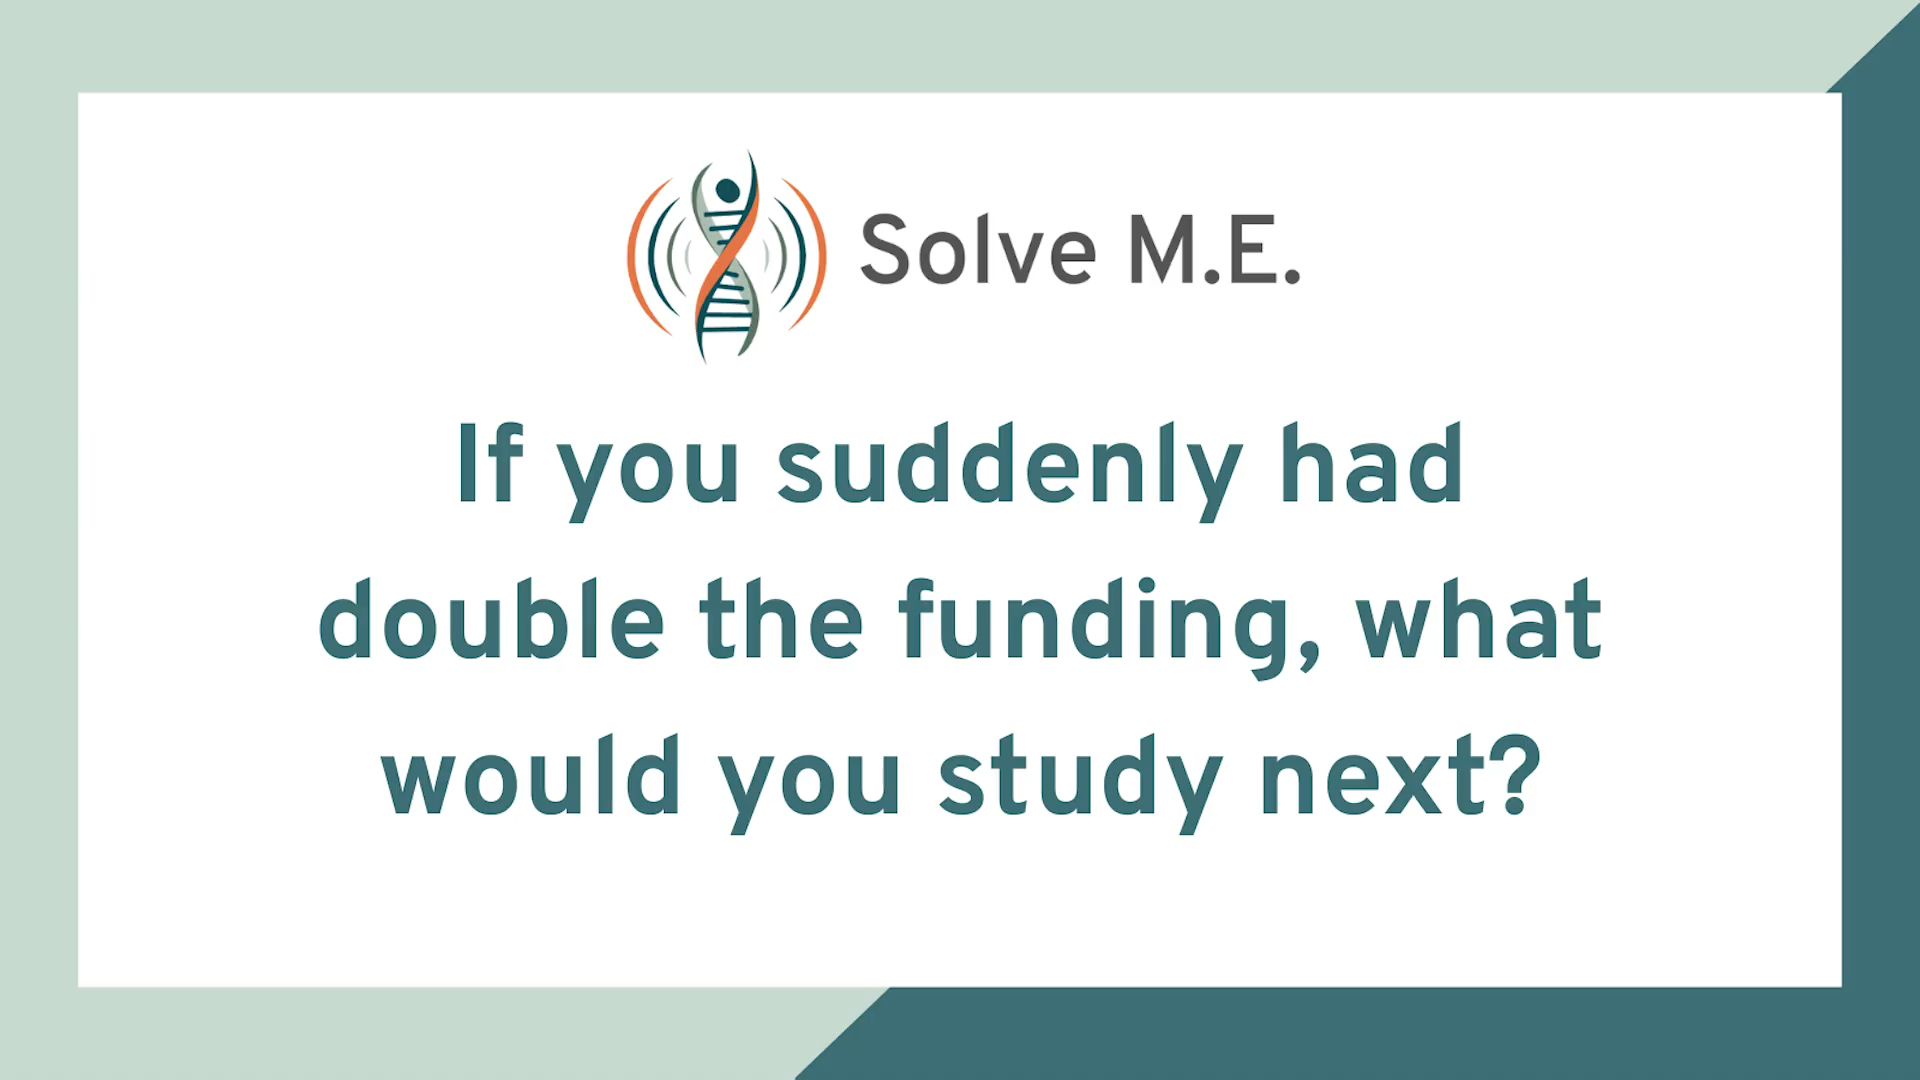 Solve M.E.
If you suddenly had
double the funding, what
would you study next?